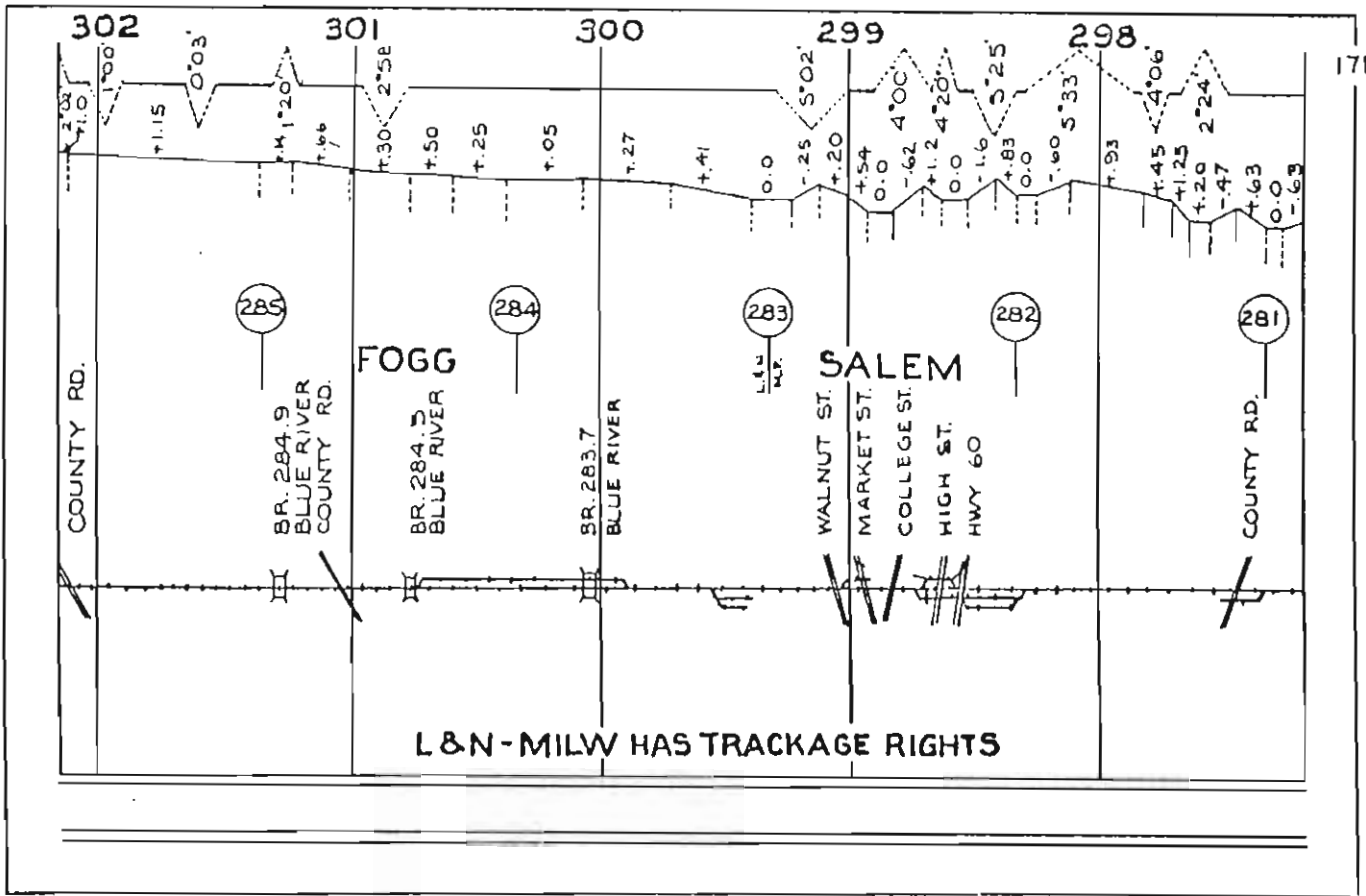 302 301 300 299 298
171
1°00' 0°03' 1°20' 2°58' 5°02' 4°00' 4°20' 5°25' 5°33' 4°06' 2°24'
+1.0 +1.15 +.14 +.66 +.30 +.50 +.25 +.05 +.27 +.41 0.0 -.25 +.20 +.54 0.0 -.62 +1.2 0.0 -1.6 +.83 0.0 -.60 +.93 +.45 +1.25 +.20 -.47 +.63 0.0 -.63
285 284 283 282 281
FOGG SALEM
L&N
M.P.
COUNTY RD.
BR. 284.9
BLUE RIVER
COUNTY RD.
BR. 284.3
BLUE RIVER
BR. 283.7
BLUE RIVER
WALNUT ST.
MARKET ST.
COLLEGE ST.
HIGH ST.
HWY 60
COUNTY RD.
L&N-MILW HAS TRACKAGE RIGHTS